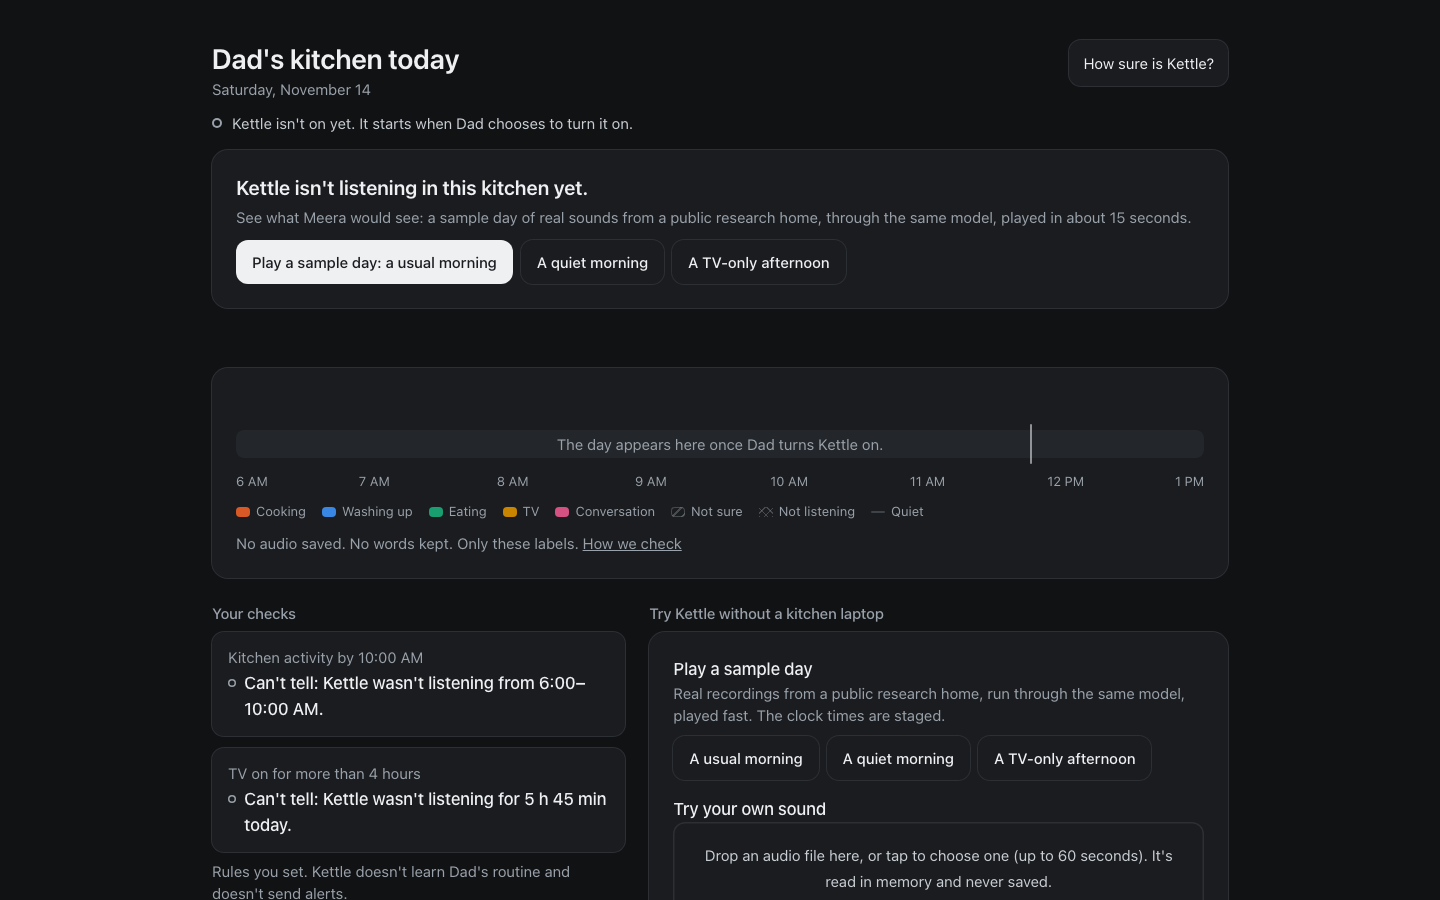 Dad's kitchen today
How sure is Kettle?
Saturday, November 14
Kettle isn't on yet. It starts when Dad chooses to turn it on.
Kettle isn't listening in this kitchen yet.
See what Meera would see: a sample day of real sounds from a public research home, through the same model, played in about 15 seconds.
Play a sample day: a usual morning
A quiet morning
A TV-only afternoon
The day appears here once Dad turns Kettle on.
6 AM 7 AM 8 AM 9 AM 10 AM 11 AM 12 PM 1 PM
Cooking Washing up Eating TV Conversation Not sure Not listening Quiet
No audio saved. No words kept. Only these labels. How we check
Your checks
Kitchen activity by 10:00 AM
Can't tell: Kettle wasn't listening from 6:00–
10:00 AM.
TV on for more than 4 hours
Can't tell: Kettle wasn't listening for 5 h 45 min
today.
Rules you set. Kettle doesn't learn Dad's routine and
doesn't send alerts.
Try Kettle without a kitchen laptop
Play a sample day
Real recordings from a public research home, run through the same model,
played fast. The clock times are staged.
A usual morning
A quiet morning
A TV-only afternoon
Try your own sound
Drop an audio file here, or tap to choose one (up to 60 seconds). It's
read in memory and never saved.